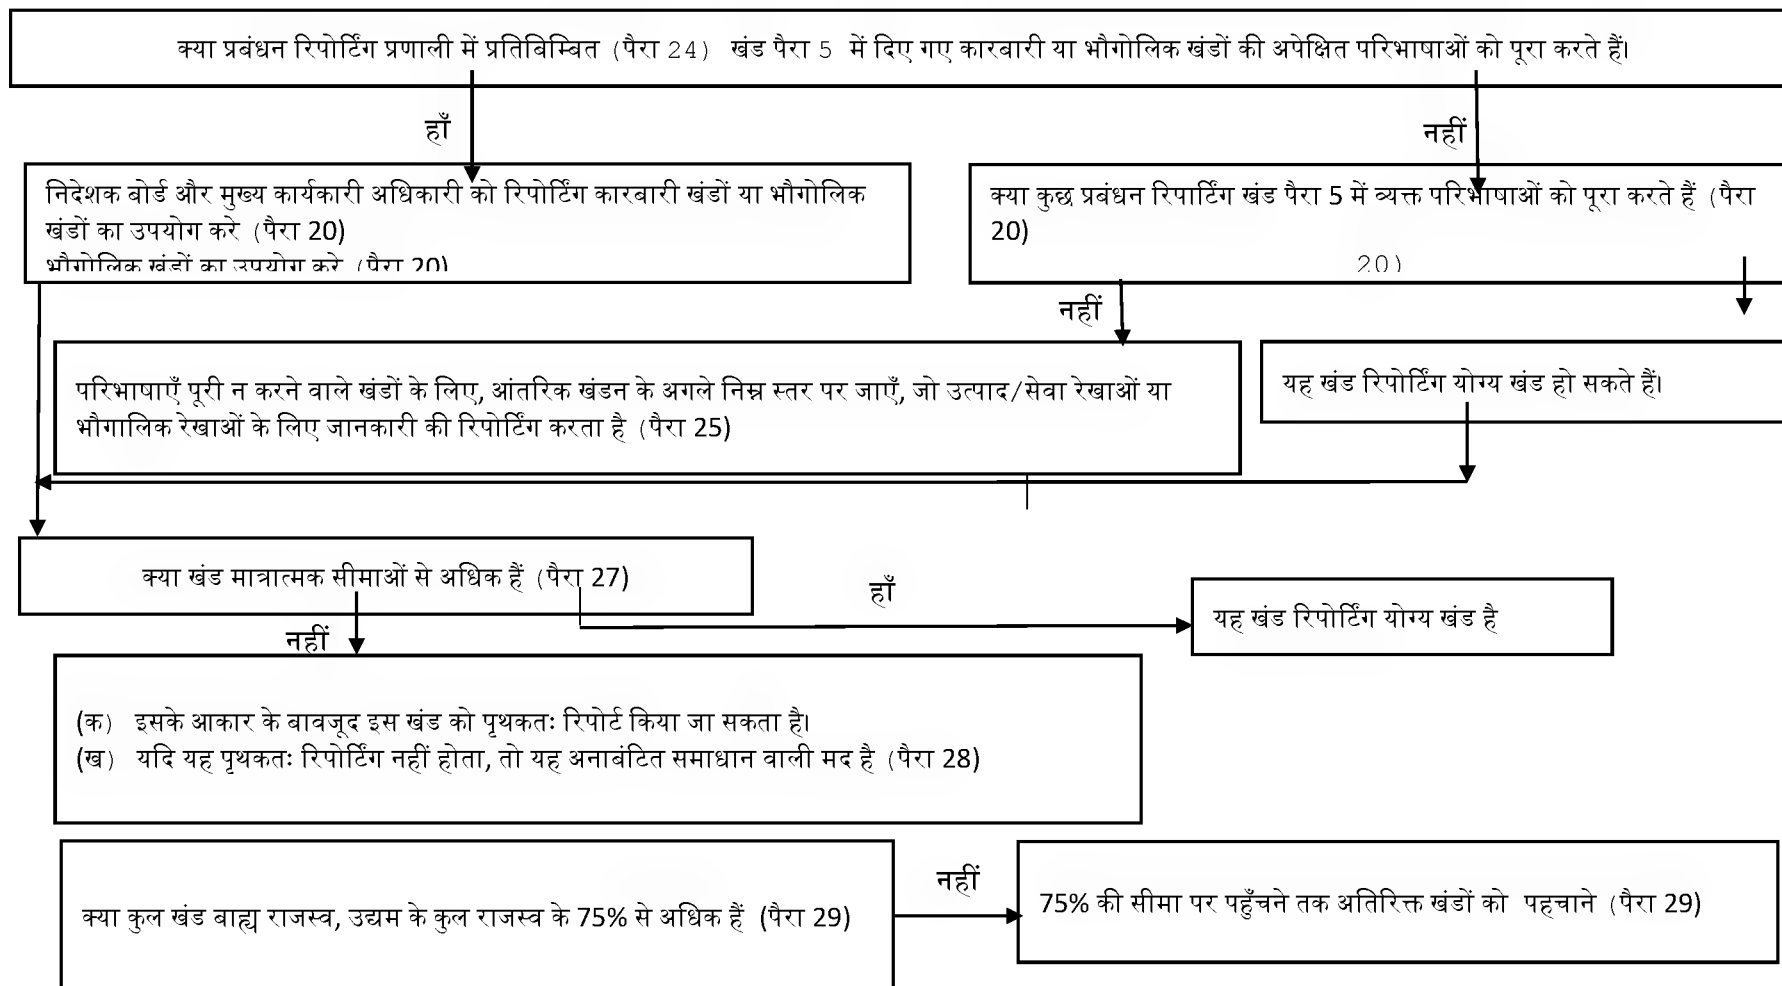 क्या प्रबंधन रिपोर्टिंग प्रणाली में प्रतिबिम्बित (पैरा 24) खंड पैरा 5 में दिए गए कारबारी या भौगोलिक खंडों की अपेक्षित परिभाषाओं को पूरा करते हैं।
हाँ
नहीं
निदेशक बोर्ड और मुख्य कार्यकारी अधिकारी को रिपोर्टिंग कारबारी खंडों या भौगोलिक
खंडों का उपयोग करे (पैरा 20)
भौगोलिक खंडों का उपयोग करे (पैरा 20)
क्या कुछ प्रबंधन रिपार्टिंग खंड पैरा 5 में व्यक्त परिभाषाओं को पूरा करते हैं (पैरा
20)
20)
नहीं
परिभाषाएँ पूरी न करने वाले खंडों के लिए, आंतरिक खंडन के अगले निम्न स्तर पर जाएँ, जो उत्पाद/सेवा रेखाओं या
भौगालिक रेखाओं के लिए जानकारी की रिपोर्टिंग करता है (पैरा 25)
यह खंड रिपोर्टिंग योग्य खंड हो सकते हैं।
क्या खंड मात्रात्मक सीमाओं से अधिक हैं (पैरा 27)
हाँ
यह खंड रिपोर्टिंग योग्य खंड है
नहीं
(क) इसके आकार के बावजूद इस खंड को पृथकतः रिपोर्ट किया जा सकता है।
(ख) यदि यह पृथकतः रिपोर्टिंग नहीं होता, तो यह अनाबंटित समाधान वाली मद है (पैरा 28)
क्या कुल खंड बाह्य राजस्व, उद्यम के कुल राजस्व के 75% से अधिक हैं (पैरा 29)
नहीं
75% की सीमा पर पहुँचने तक अतिरिक्त खंडों को पहचाने (पैरा 29)